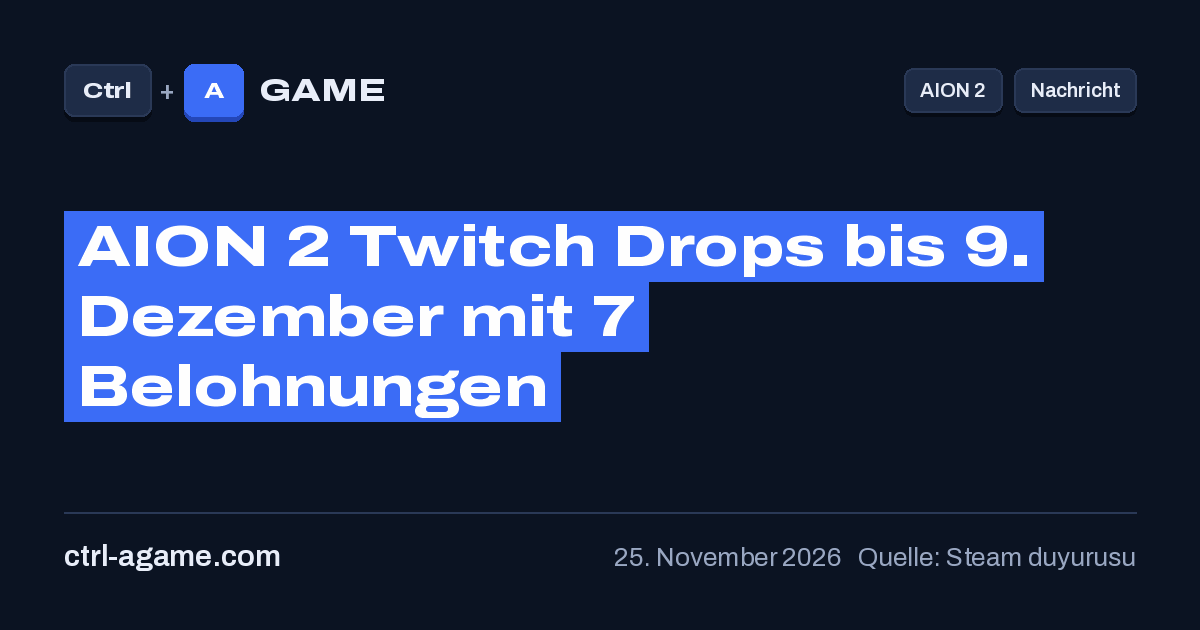 Ctrl + A GAME
AION 2 Nachricht
AION 2 Twitch Drops bis 9.
Dezember mit 7
Belohnungen
ctrl-agame.com
25. November 2026 Quelle: Steam duyurusu